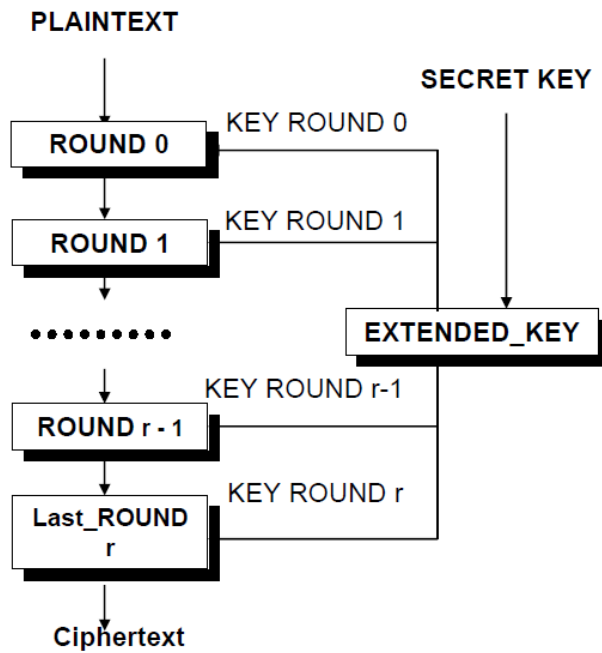 PLAINTEXT
SECRET KEY
KEY ROUND 0
ROUND 0
KEY ROUND 1
ROUND 1
EXTENDED_KEY
KEY ROUND r-1
ROUND r - 1
KEY ROUND r
Last_ROUND
r
Ciphertext